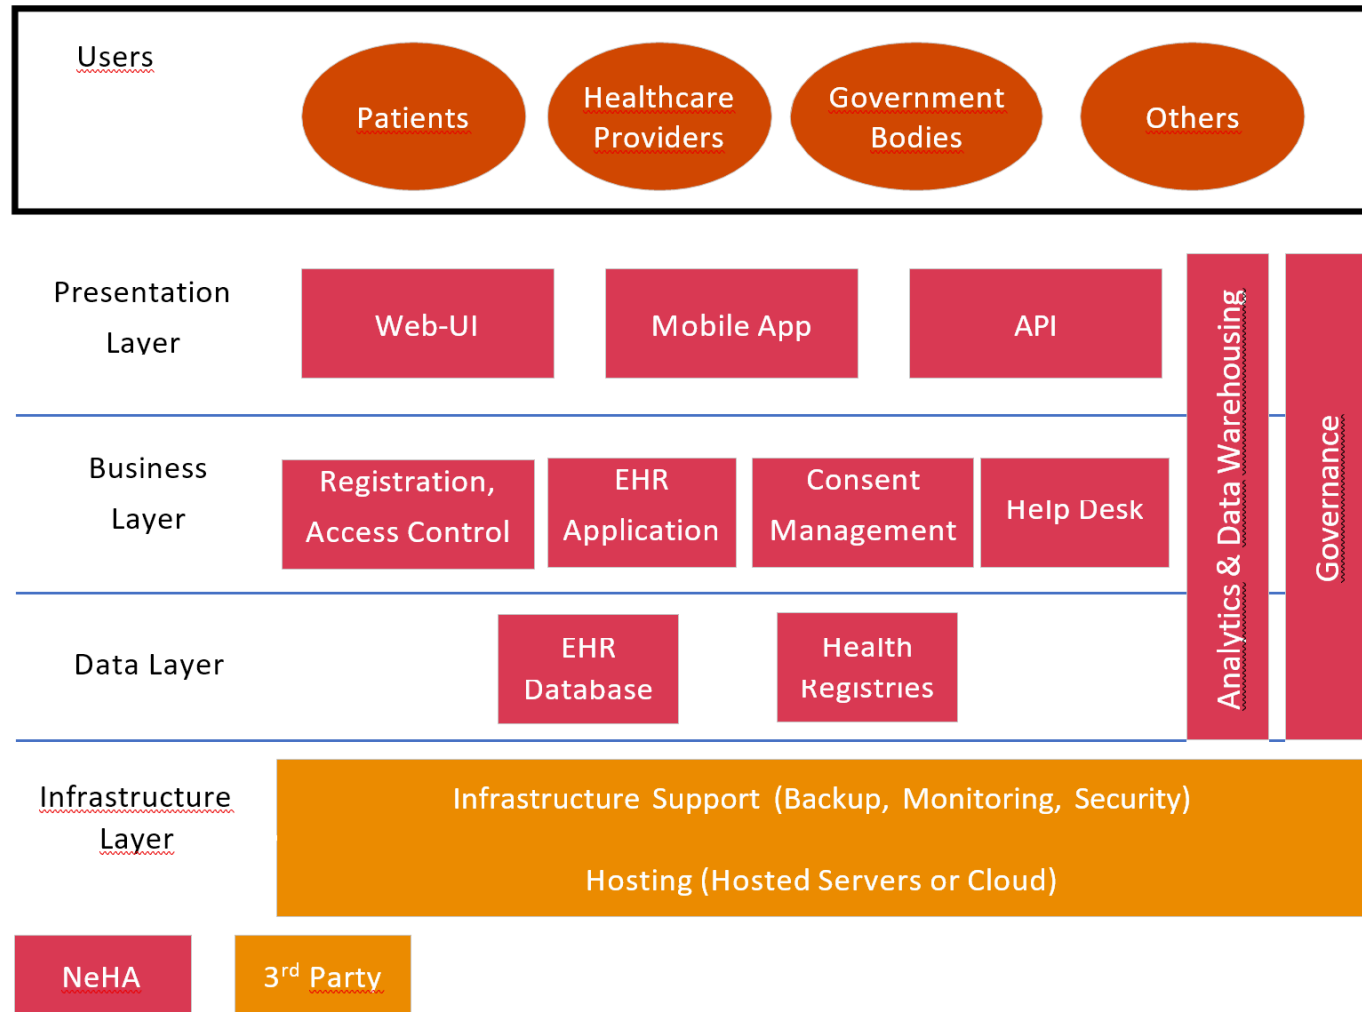 Users
Patients
Healthcare
Providers
Government
Bodies
Others
Presentation
Layer
Web-UI
Mobile App
API
Business
Layer
Registration,
Access Control
EHR
Application
Consent
Management
Help Desk
Data Layer
EHR
Database
Health
Registries
Analytics & Data Warehousing
Governance
Infrastructure
Layer
Infrastructure Support (Backup, Monitoring, Security)
Hosting (Hosted Servers or Cloud)
NeHA
3rd Party